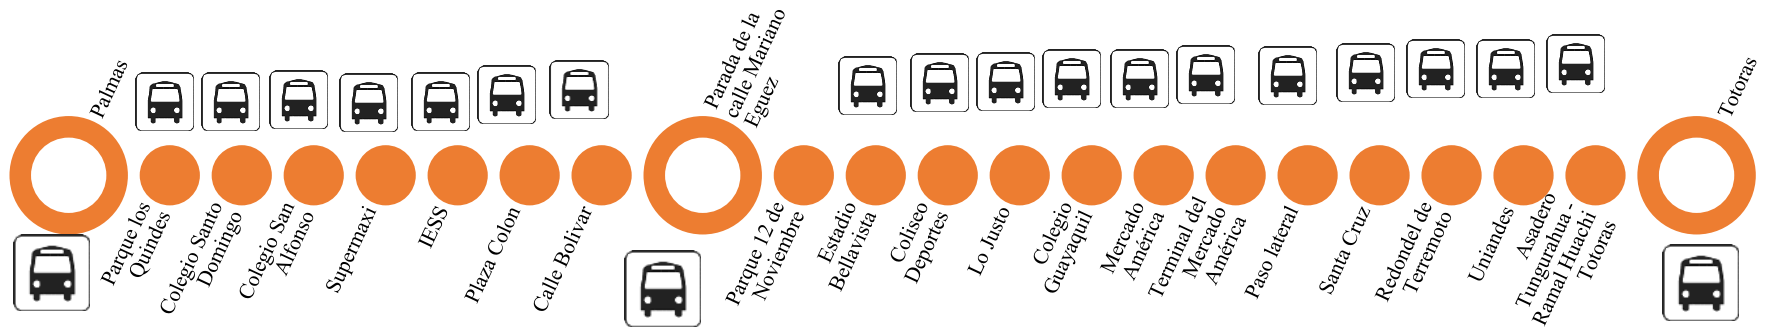 Palmas
Parque los
Quindes
Colegio Santo
Domingo
Colegio San
Alfonso
Supermaxi
IESS
Plaza Colon
Calle Bolivar
Parada de la
calle Mariano
Eguez
Parque 12 de
Noviembre
Estadio
Bellavista
Coliseo
Deportes
Lo Justo
Colegio
Guayaquil
Mercado
América
Terminal del
Mercado
América
Paso lateral
Santa Cruz
Redondel de
Terremoto
Uniandes
Asadero
Tungurahua -
Ramal Huachi
Totoras
Totoras